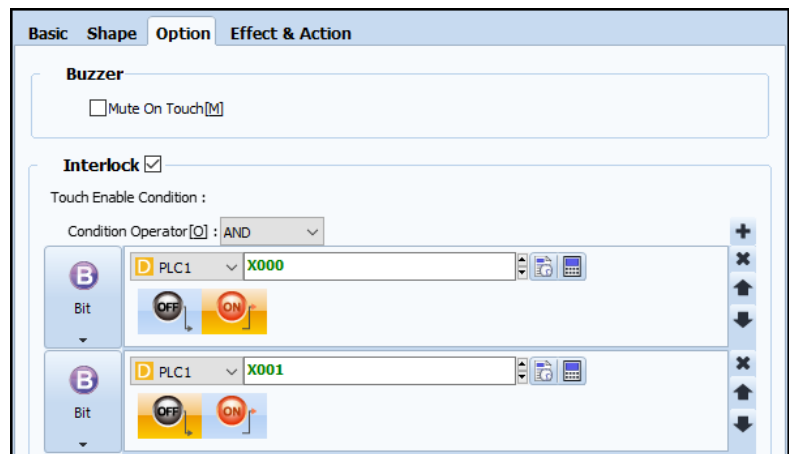 Basic Shape Option Effect & Action
Buzzer
Mute On Touch[M]
Interlock
Touch Enable Condition :
Condition Operator[O] : AND
B
Bit
D PLC1 X000
OFF ON
B
Bit
D PLC1 X001
OFF ON